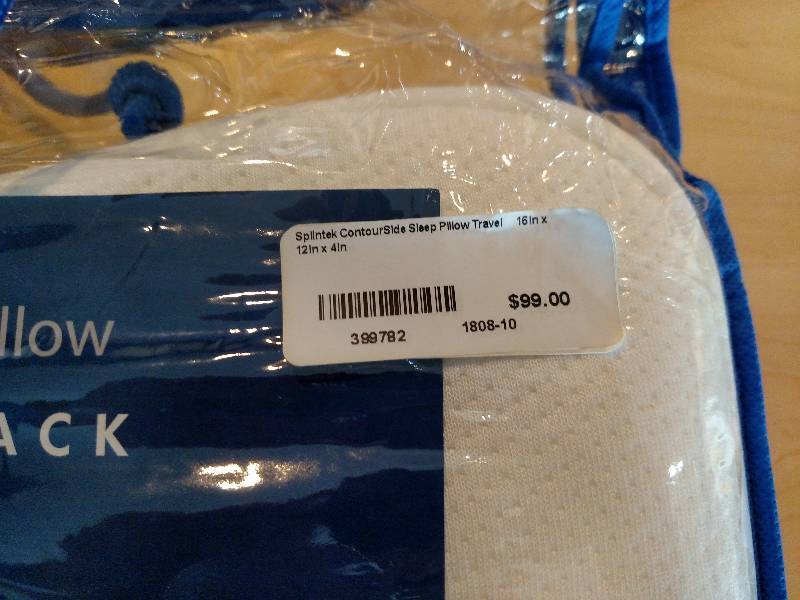 Splintek ContourSide Sleep Pillow Travel 16in x
12in x 4in
$99.00
399782 1808-10
llow
ACK